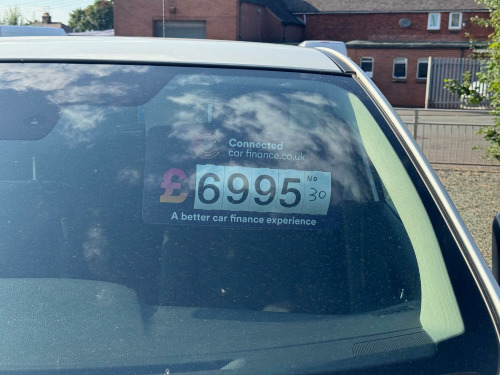 Connected
car finance.co.uk
£6995 No 30
A better car finance experience